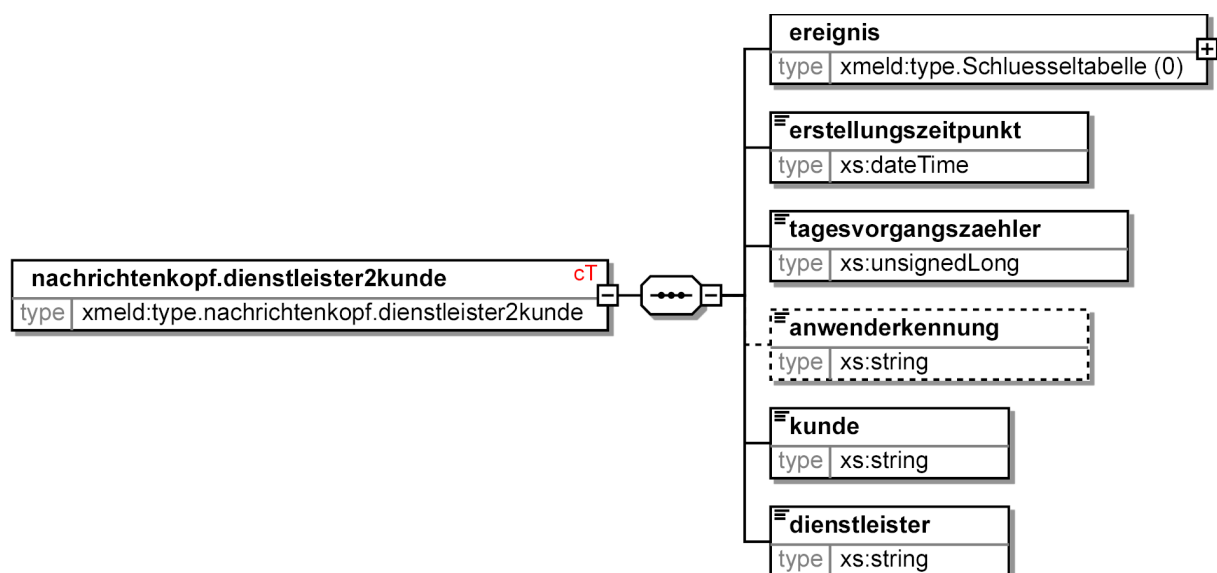 ereignis
type xmeld:type.Schluesseltabelle (0)
erstellungszeitpunkt
type xs:dateTime
tagesvorgangszaehler
type xs:unsignedLong
nachrichtenkopf.dienstleister2kunde cT
type xmeld:type.nachrichtenkopf.dienstleister2kunde
anwenderkennung
type xs:string
kunde
type xs:string
dienstleister
type xs:string